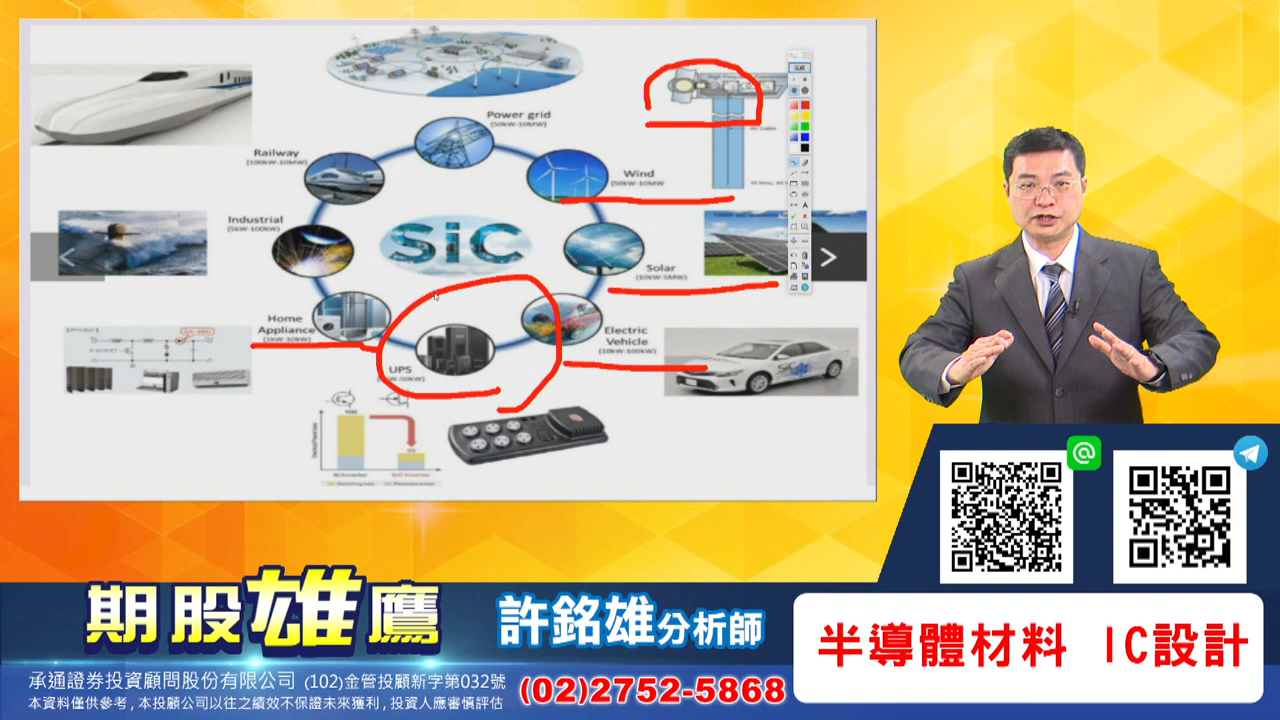 Power grid
(50kW-10MW)
Railway
(100kW-10MW)
Wind
(50kW-10MW
Industrial
(5kW-100kW)
SiC
Solar
(10kW-5MW)
Home
Appliance
(1kW-10kW)
Electric
Vehicle
(10kW-100kW)
UPS
SiC
期股雄鷹
許銘雄分析師
半導體材料 IC設計
承通證券投資顧問股份有限公司 (102)金管投顧新字第032號
本資料僅供參考,本投顧公司以往之績效不保證未來獲利,投資人應審慎評估
(02)2752-5868